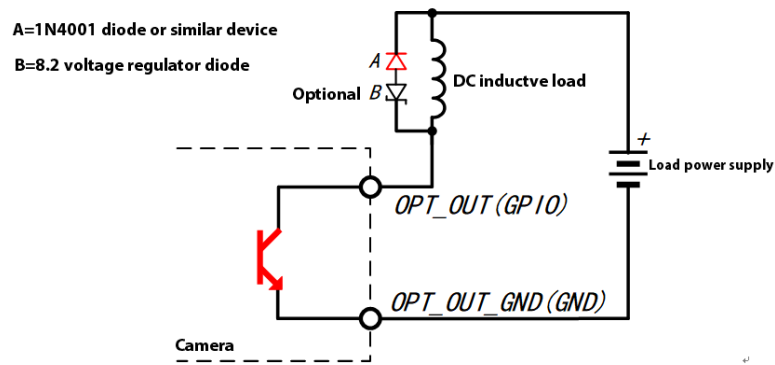 A=1N4001 diode or similar device
B=8.2 voltage regulator diode
A
Optional B
DC inductve load
+
Load power supply
OPT_OUT(GPIO)
OPT_OUT_GND(GND)
Camera